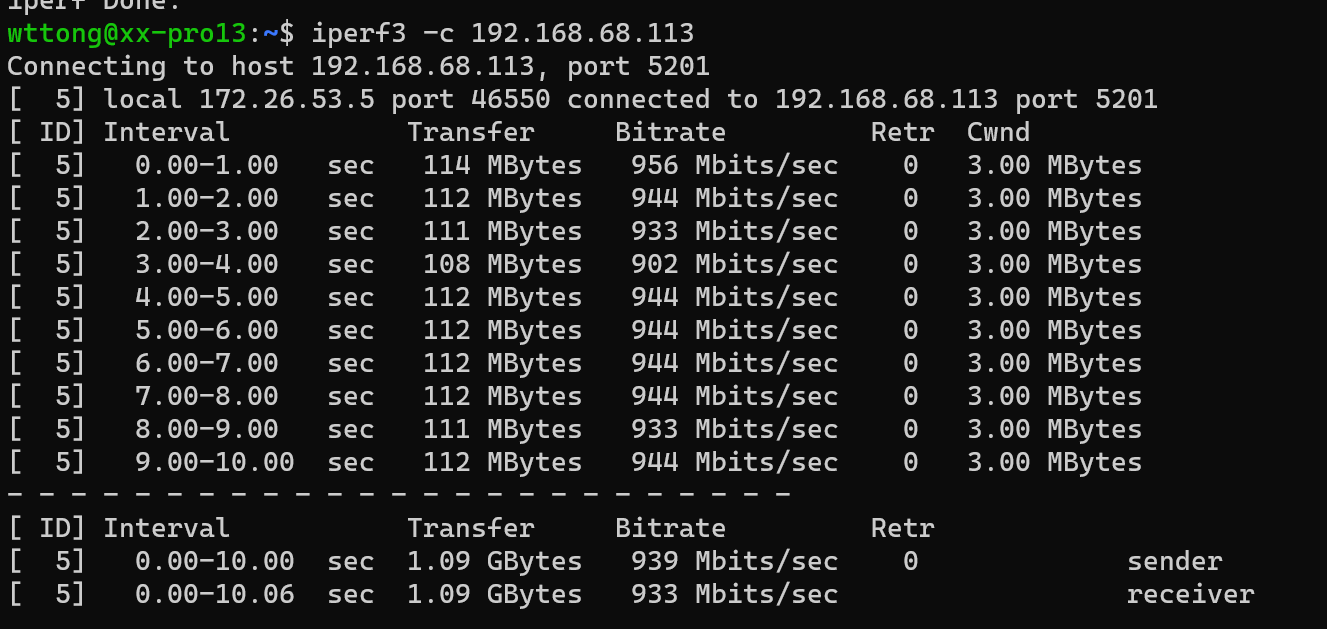 iperf Done.
wttong@xx-pro13:~$ iperf3 -c 192.168.68.113
Connecting to host 192.168.68.113, port 5201
[  5] local 172.26.53.5 port 46550 connected to 192.168.68.113 port 5201
[ ID] Interval           Transfer     Bitrate         Retr  Cwnd
[  5]   0.00-1.00   sec   114 MBytes   956 Mbits/sec    0   3.00 MBytes
[  5]   1.00-2.00   sec   112 MBytes   944 Mbits/sec    0   3.00 MBytes
[  5]   2.00-3.00   sec   111 MBytes   933 Mbits/sec    0   3.00 MBytes
[  5]   3.00-4.00   sec   108 MBytes   902 Mbits/sec    0   3.00 MBytes
[  5]   4.00-5.00   sec   112 MBytes   944 Mbits/sec    0   3.00 MBytes
[  5]   5.00-6.00   sec   112 MBytes   944 Mbits/sec    0   3.00 MBytes
[  5]   6.00-7.00   sec   112 MBytes   944 Mbits/sec    0   3.00 MBytes
[  5]   7.00-8.00   sec   112 MBytes   944 Mbits/sec    0   3.00 MBytes
[  5]   8.00-9.00   sec   111 MBytes   933 Mbits/sec    0   3.00 MBytes
[  5]   9.00-10.00  sec   112 MBytes   944 Mbits/sec    0   3.00 MBytes
- - - - - - - - - - - - - - - - - - - - - - - - -
[ ID] Interval           Transfer     Bitrate         Retr
[  5]   0.00-10.00  sec  1.09 GBytes   939 Mbits/sec    0             sender
[  5]   0.00-10.06  sec  1.09 GBytes   933 Mbits/sec                  receiver